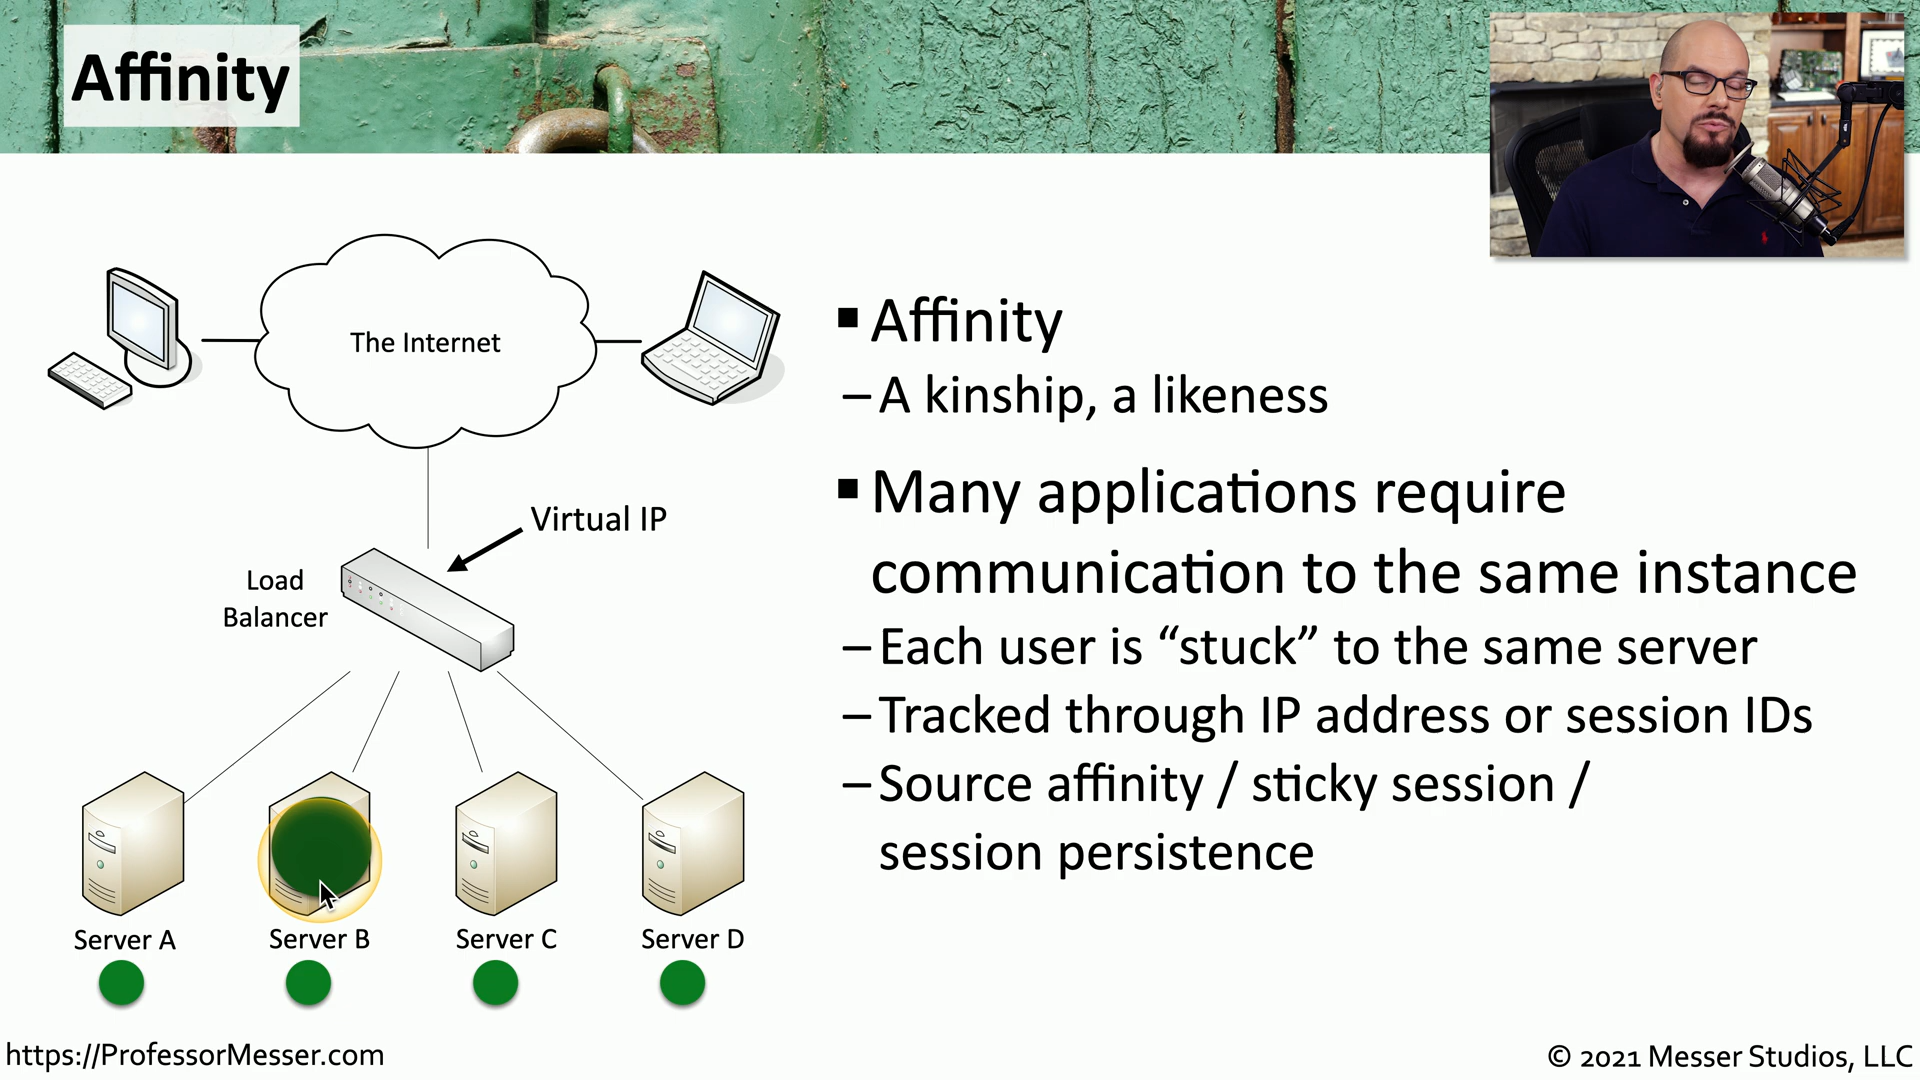 Affinity
The Internet
Virtual IP
Load
Balancer
Server A
Server B
Server C
Server D
▪ Affinity
– A kinship, a likeness
▪ Many applications require
communication to the same instance
– Each user is “stuck” to the same server
– Tracked through IP address or session IDs
– Source affinity / sticky session /
session persistence
https://ProfessorMesser.com
© 2021 Messer Studios, LLC